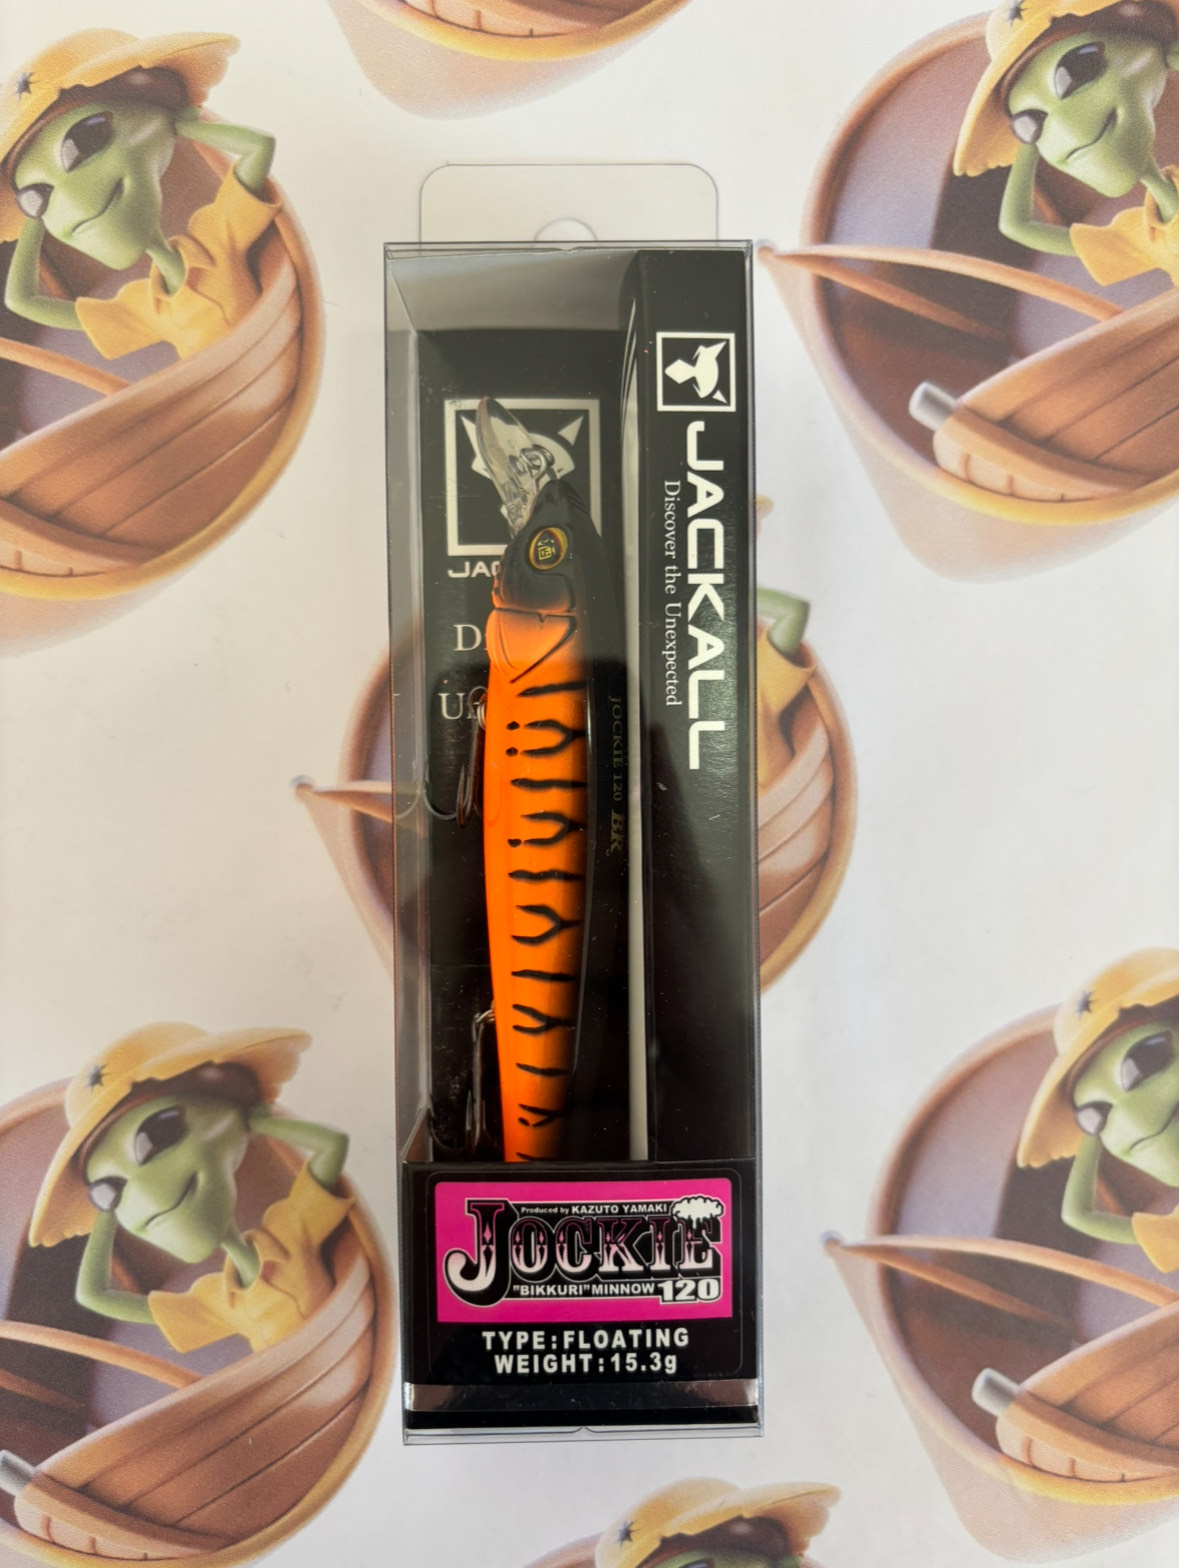 JACKALL
Discover the Unexpected
JOCKIE 120 BK
Produced by KAZUTO YAMAKI
JOCKIE
"BIKKURI" MINNOW 120
TYPE:FLOATING
WEIGHT:15.3g